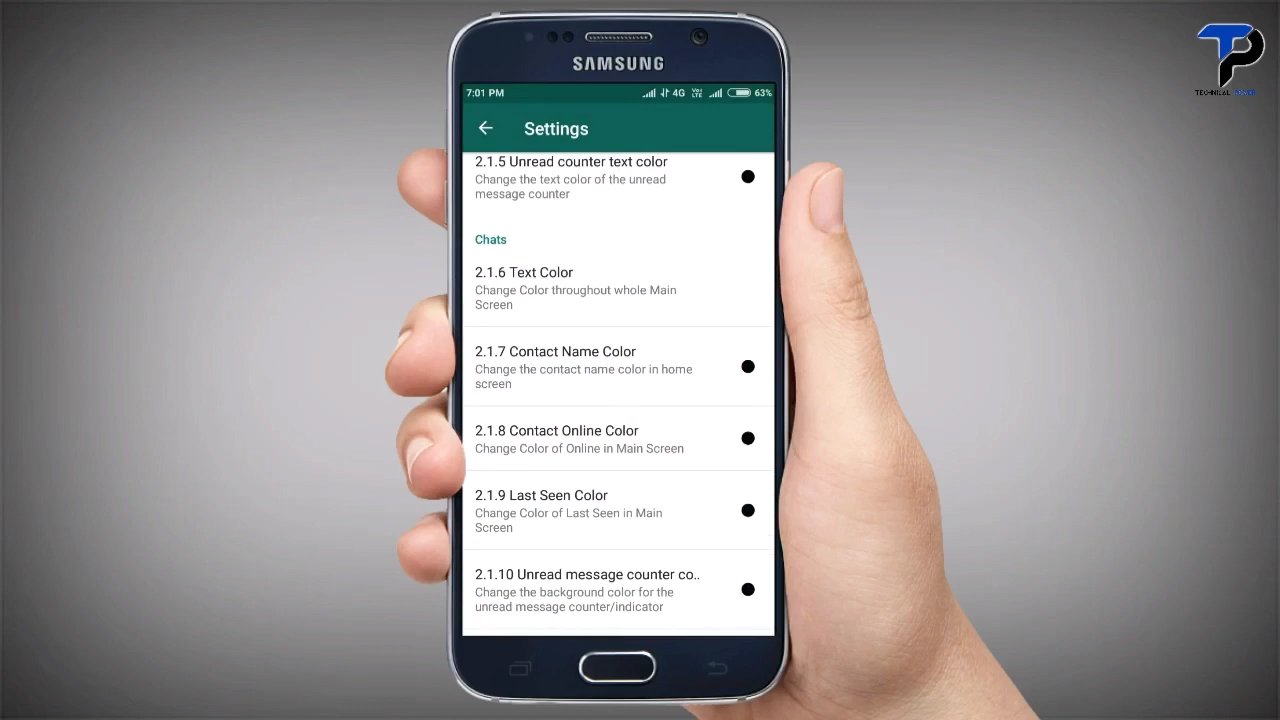 TECHNICAL POWER
SAMSUNG
7:01 PM 4G VoLTE 63%
Settings
2.1.5 Unread counter text color
Change the text color of the unread
message counter
Chats
2.1.6 Text Color
Change Color throughout whole Main
Screen
2.1.7 Contact Name Color
Change the contact name color in home
screen
2.1.8 Contact Online Color
Change Color of Online in Main Screen
2.1.9 Last Seen Color
Change Color of Last Seen in Main
Screen
2.1.10 Unread message counter co..
Change the background color for the
unread message counter/indicator